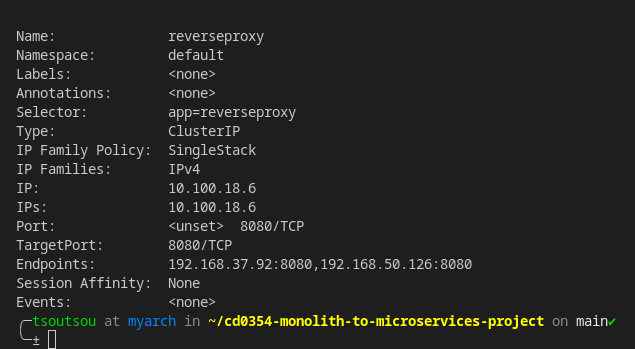 Name:              reverseproxy
Namespace:         default
Labels:            <none>
Annotations:       <none>
Selector:          app=reverseproxy
Type:              ClusterIP
IP Family Policy:  SingleStack
IP Families:       IPv4
IP:                10.100.18.6
IPs:               10.100.18.6
Port:              <unset>  8080/TCP
TargetPort:        8080/TCP
Endpoints:         192.168.37.92:8080,192.168.50.126:8080
Session Affinity:  None
Events:            <none>
╭─tsoutsou at myarch in ~/cd0354-monolith-to-microservices-project on main✔
╰─±